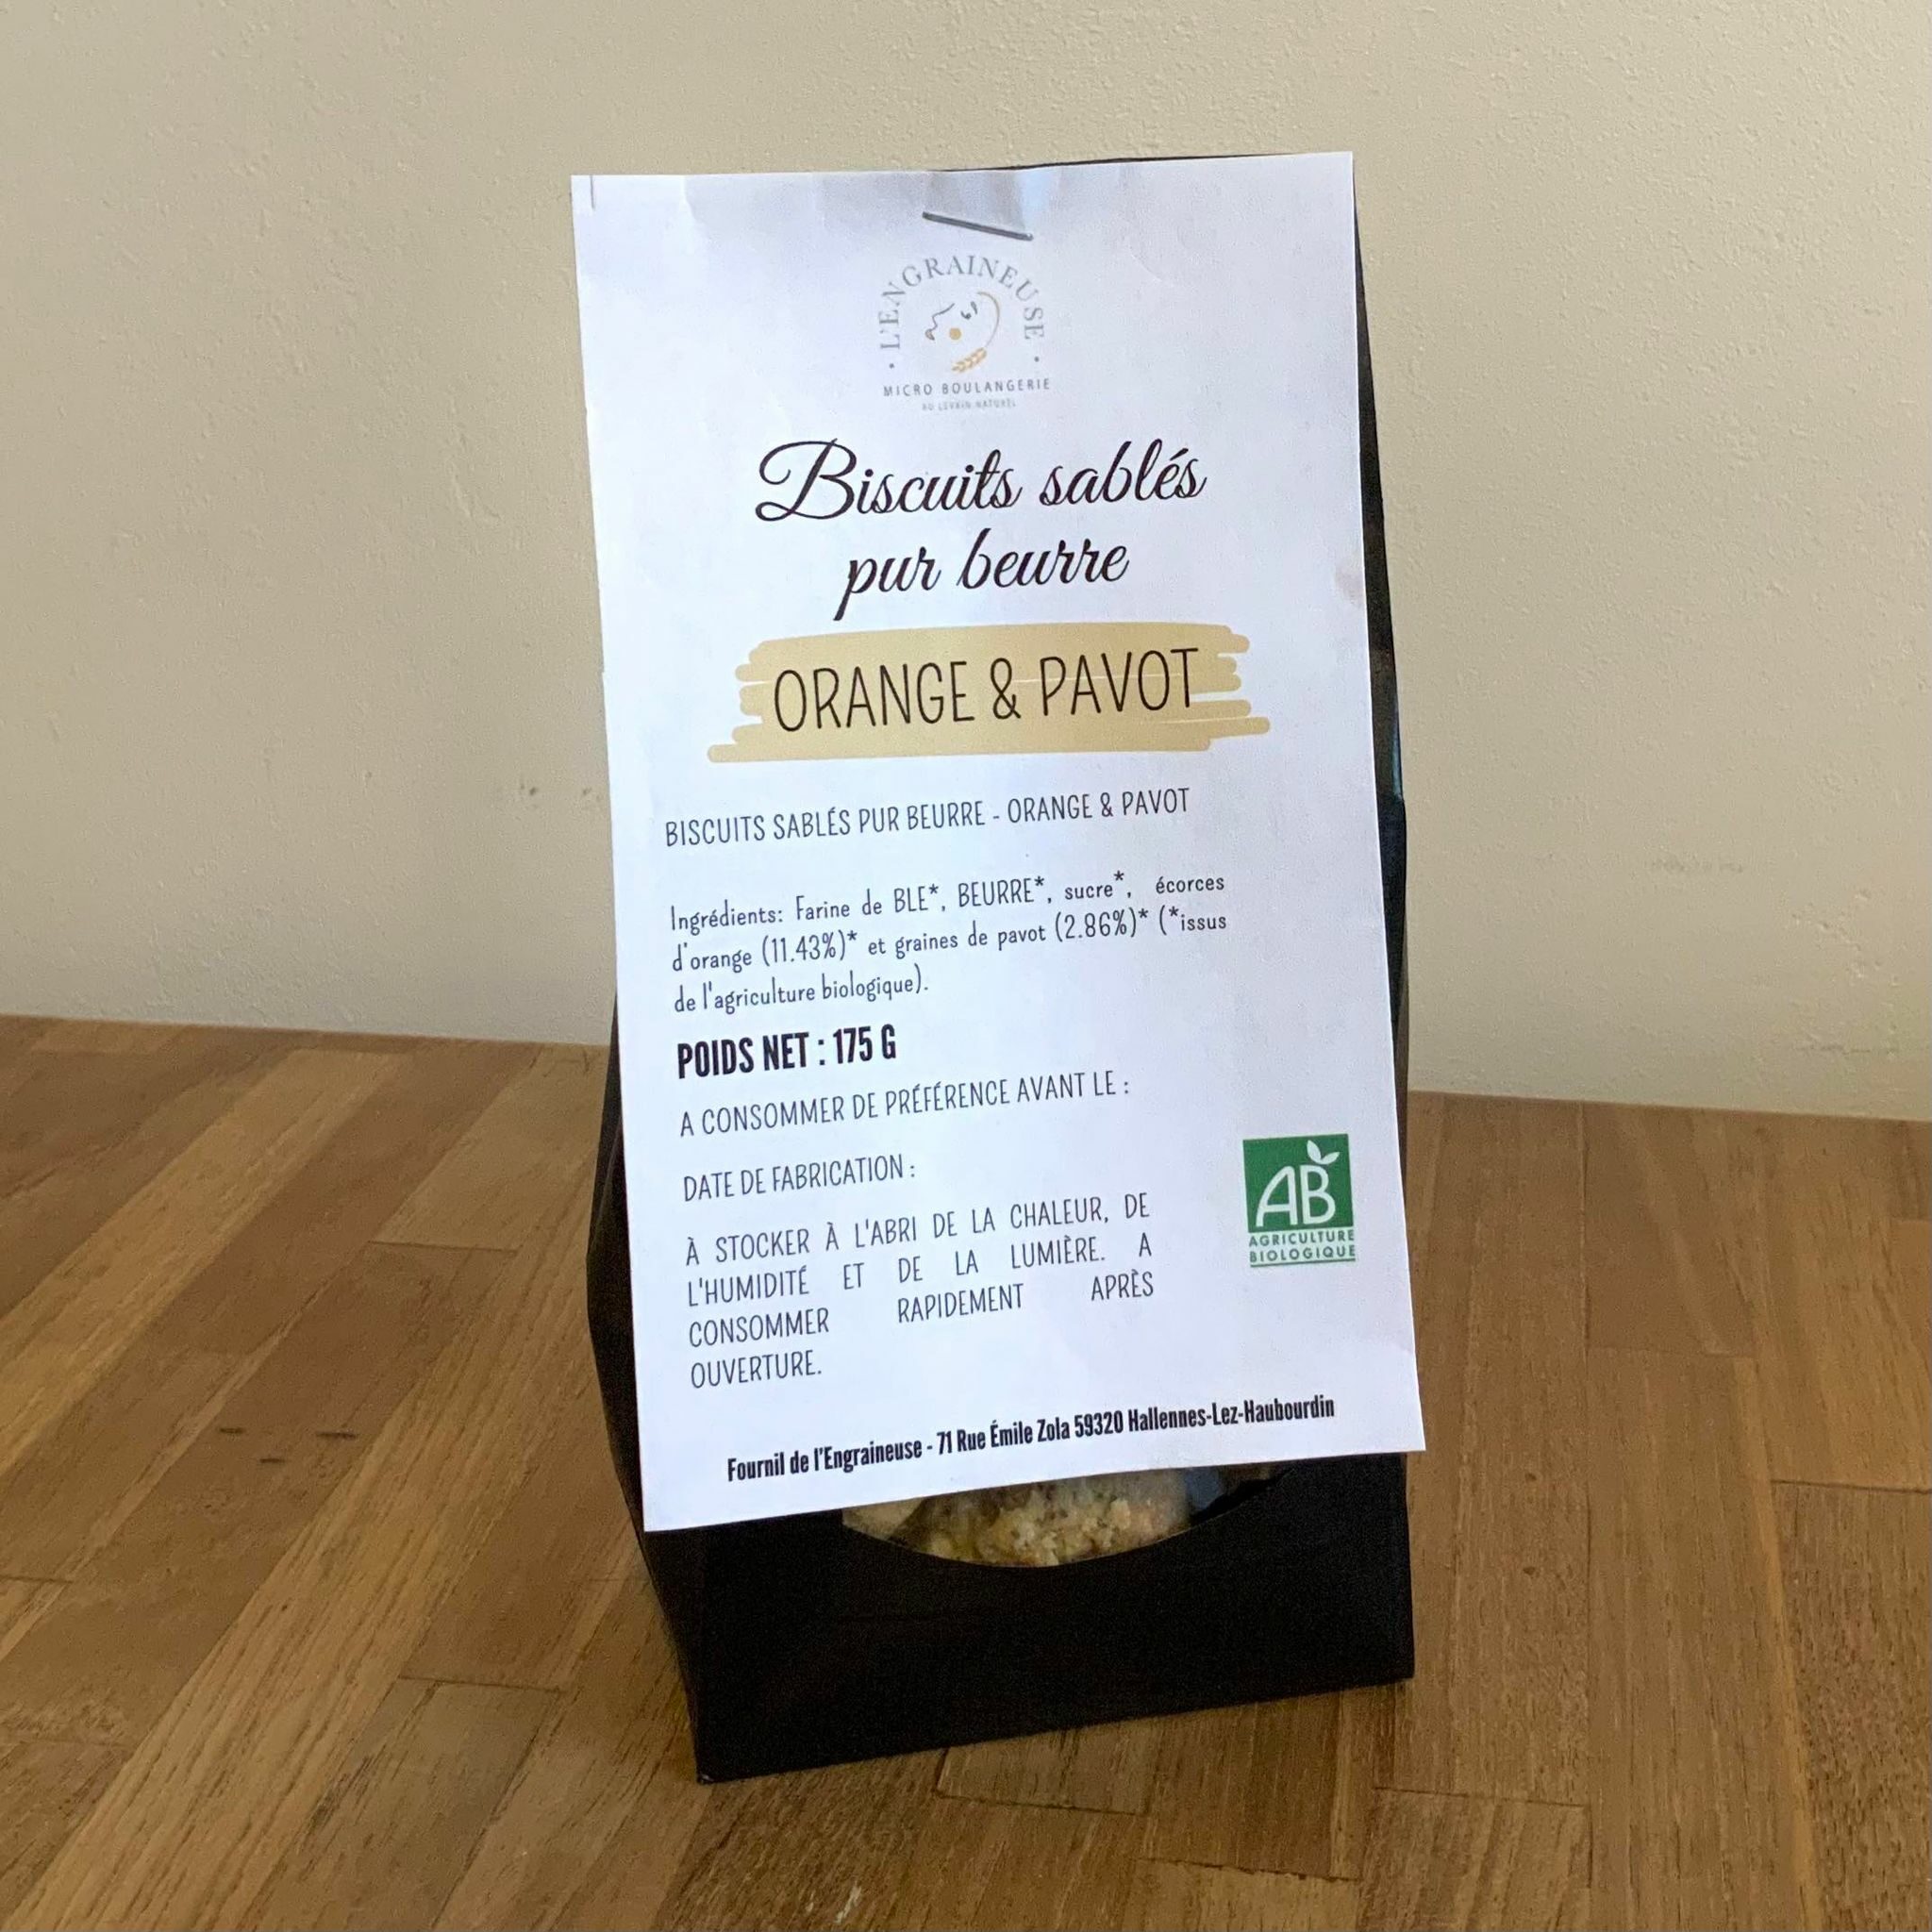 · L'ENGRAINEUSE ·
MICRO BOULANGERIE
AU LEVAIN NATUREL
Biscuits sablés
pur beurre
ORANGE & PAVOT
BISCUITS SABLÉS PUR BEURRE - ORANGE & PAVOT
Ingrédients: Farine de BLE*, BEURRE*, sucre*, écorces
d'orange (11.43%)* et graines de pavot (2.86%)* (*issus
de l'agriculture biologique).
POIDS NET : 175 G
A CONSOMMER DE PRÉFÉRENCE AVANT LE :
DATE DE FABRICATION :
À STOCKER À L'ABRI DE LA CHALEUR, DE
L'HUMIDITÉ ET DE LA LUMIÈRE. A
CONSOMMER RAPIDEMENT APRÈS
OUVERTURE.
AB
AGRICULTURE
BIOLOGIQUE
Fournil de l'Engraineuse - 71 Rue Émile Zola 59320 Hallennes-Lez-Haubourdin